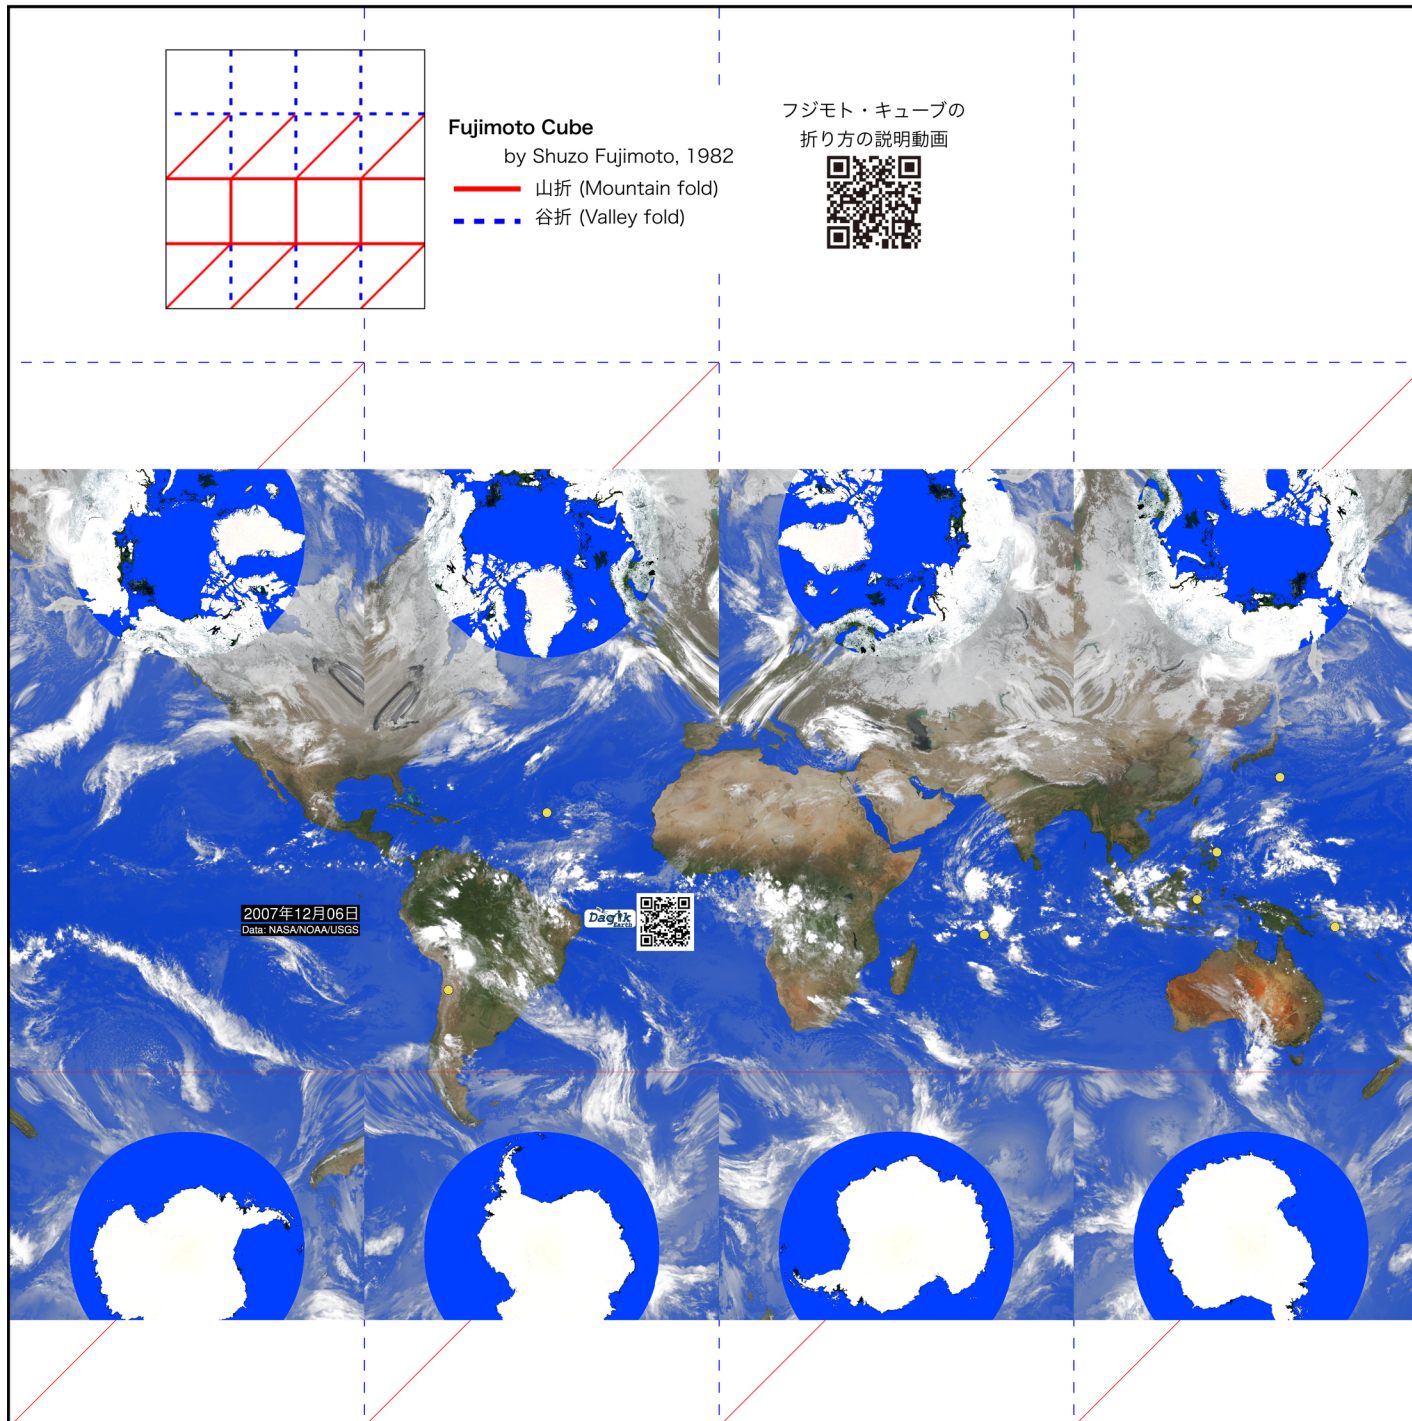 Fujimoto Cube
by Shuzo Fujimoto, 1982
山折 (Mountain fold)
谷折 (Valley fold)
フジモト・キューブの
折り方の説明動画
2007年12月06日
Data: NASA/NOAA/USGS
Dagik
Earth